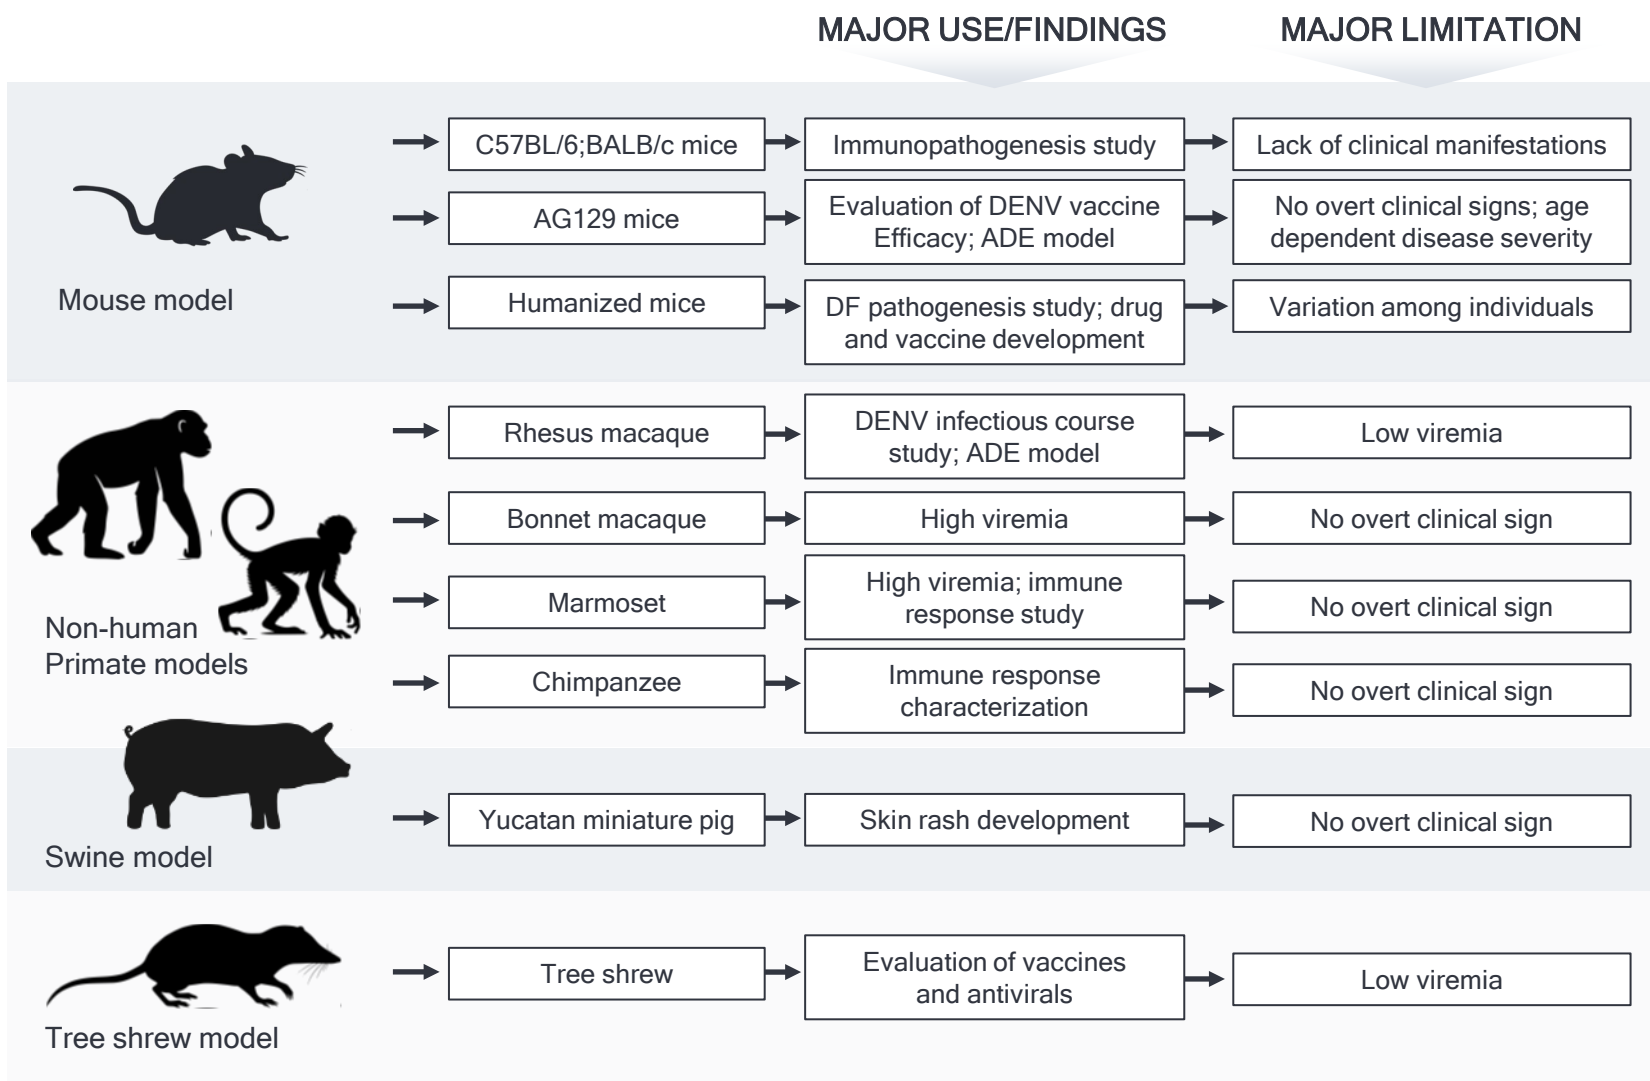 MAJOR USE/FINDINGS
MAJOR LIMITATION
Mouse model
C57BL/6;BALB/c mice
Immunopathogenesis study
Lack of clinical manifestations
AG129 mice
Evaluation of DENV vaccine
Efficacy; ADE model
No overt clinical signs; age
dependent disease severity
Humanized mice
DF pathogenesis study; drug
and vaccine development
Variation among individuals
Non-human
Primate models
Rhesus macaque
DENV infectious course
study; ADE model
Low viremia
Bonnet macaque
High viremia
No overt clinical sign
Marmoset
High viremia; immune
response study
No overt clinical sign
Chimpanzee
Immune response
characterization
No overt clinical sign
Swine model
Yucatan miniature pig
Skin rash development
No overt clinical sign
Tree shrew model
Tree shrew
Evaluation of vaccines
and antivirals
Low viremia